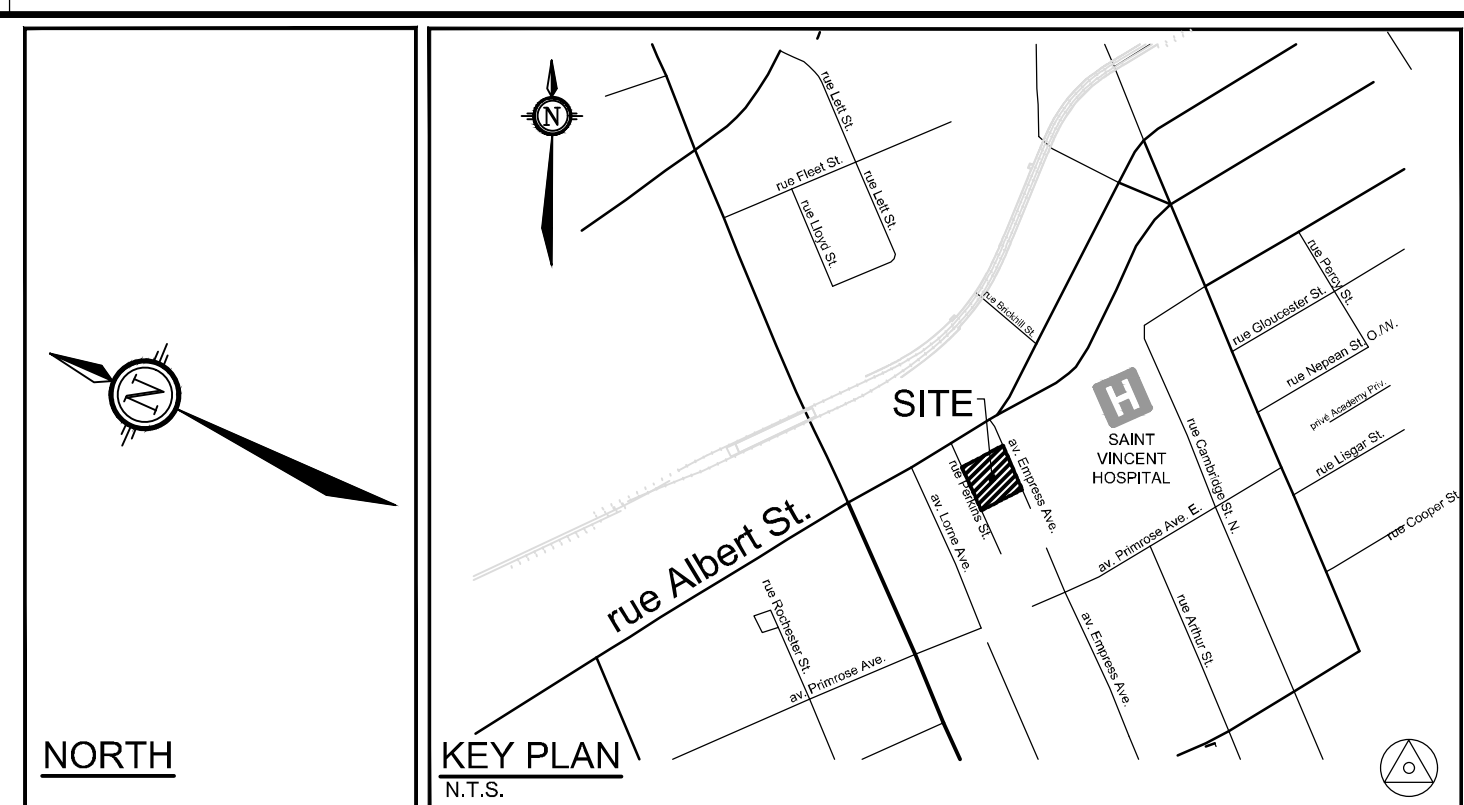 N
NORTH
N
rue Lett St.
rue Fleet St.
rue Lett St.
rue Lloyd St.
rue Brickhill St.
rue Percy St.
rue Gloucester St.
rue Nepean St. O./W.
privé Academy Priv.
rue Lisgar St.
rue Cooper St
SITE
H
SAINT
VINCENT
HOSPITAL
rue Cambridge St. N.
av. Empress Ave.
rue Perkins St.
av. Lorne Ave.
rue Albert St.
av. Primrose Ave. E.
rue Rochester St.
av. Primrose Ave.
av. Empress Ave.
rue Arthur St.
KEY PLAN
N.T.S.